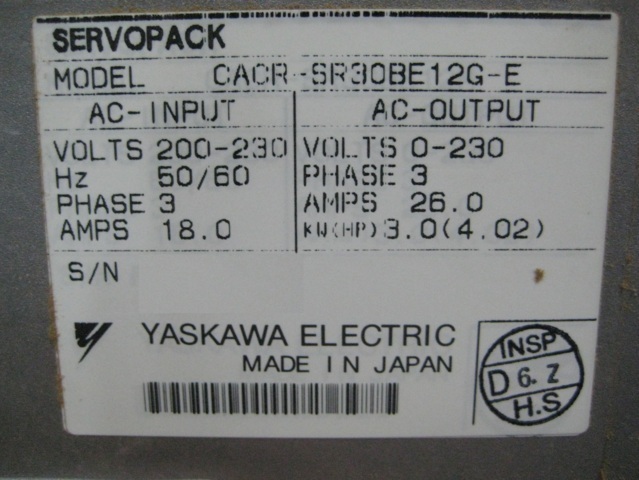 SERVOPACK
MODEL CACR-SR30BE12G-E
AC-INPUT AC-OUTPUT
VOLTS 200-230 VOLTS 0-230
Hz 50/60 PHASE 3
PHASE 3 AMPS 26.0
AMPS 18.0 KW(HP) 3.0(4.02)
S/N
YASKAWA ELECTRIC
MADE IN JAPAN
INSP
D 6. Z
H.S